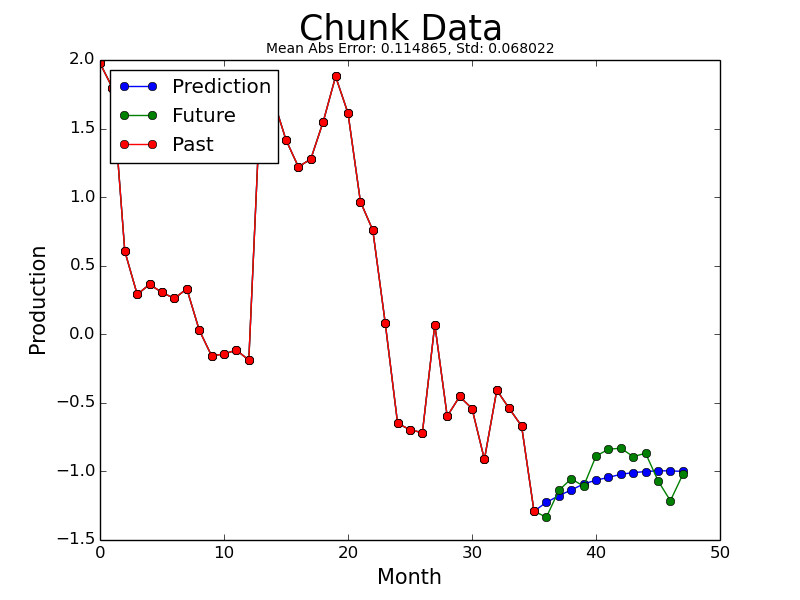 Chunk Data
Mean Abs Error: 0.114865, Std: 0.068022
Prediction
Future
Past
2.0
1.5
1.0
0.5
0.0
−0.5
−1.0
−1.5
Production
0
10
20
30
40
50
Month